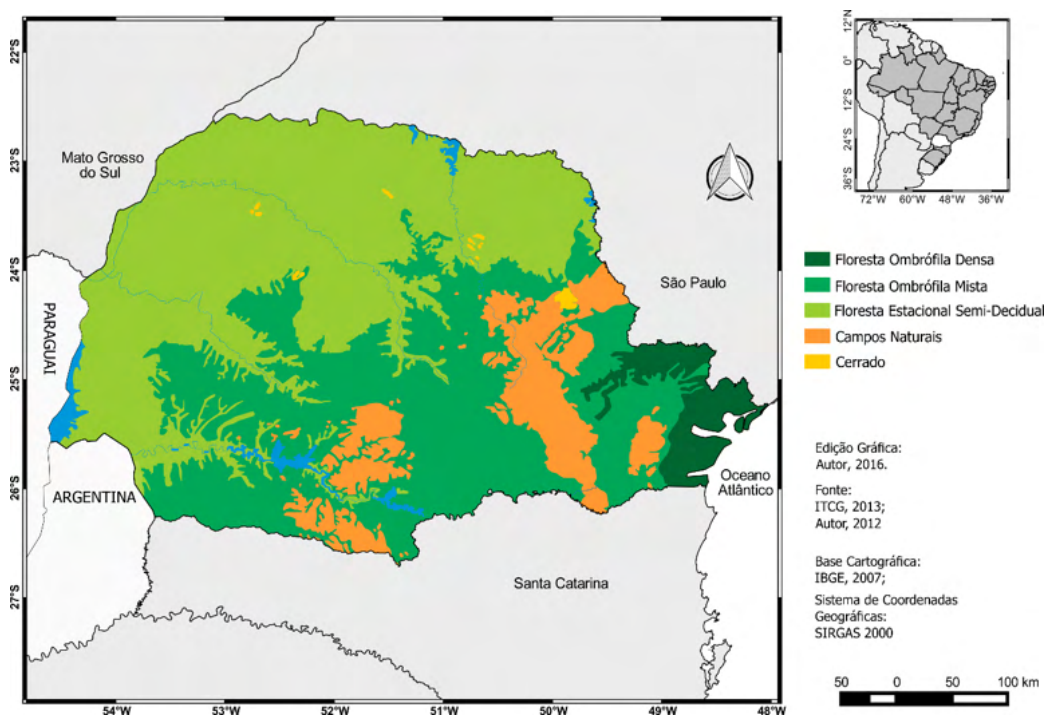 22°S
23°S
24°S
25°S
26°S
27°S
Mato Grosso
do Sul
São Paulo
PARAGUAI
ARGENTINA
Oceano
Atlântico
Santa Catarina
54°W
53°W
52°W
51°W
50°W
49°W
48°W
12°N
0°
12°S
24°S
36°S
72°W
60°W
48°W
36°W
Floresta Ombrófila Densa
Floresta Ombrófila Mista
Floresta Estacional Semi-Decidual
Campos Naturais
Cerrado
Edição Gráfica:
Autor, 2016.
Fonte:
ITCG, 2013;
Autor, 2012
Base Cartográfica:
IBGE, 2007;
Sistema de Coordenadas
Geográficas:
SIRGAS 2000
50 0 50 100 km